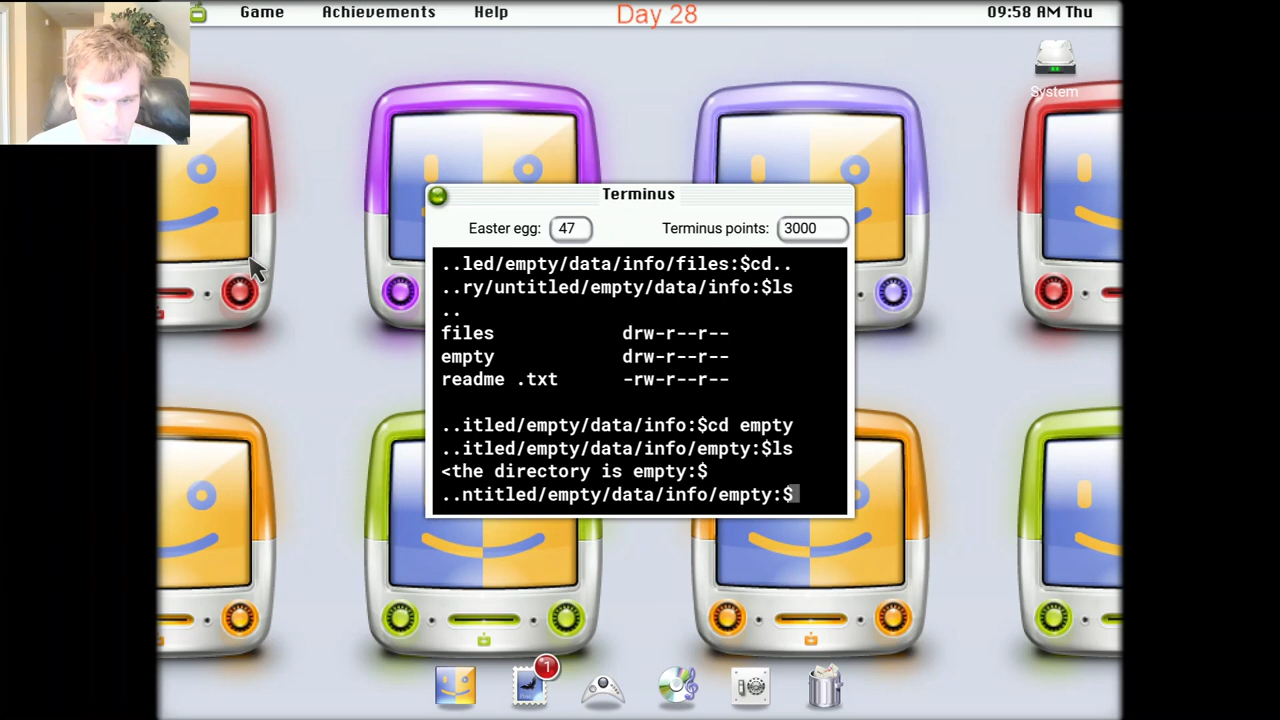 Game Achievements Help Day 28 09:58 AM Thu
System
Terminus
Easter egg: 47 Terminus points: 3000
..led/empty/data/info/files:$cd..
..ry/untitled/empty/data/info:$ls
..
files drw-r--r--
empty drw-r--r--
readme .txt -rw-r--r--
..itled/empty/data/info:$cd empty
..itled/empty/data/info/empty:$ls
<the directory is empty:$
..ntitled/empty/data/info/empty:$
1